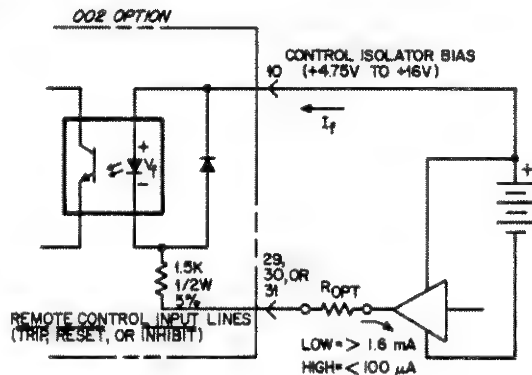 002 OPTION
CONTROL ISOLATOR BIAS
(+4.75V TO +16V)
10
If
+
Vf
-
+
1.5K
1/2W
5%
29,
30, OR
31
ROPT
REMOTE CONTROL INPUT LINES
(TRIP, RESET, OR INHIBIT)
LOW=> 1.6 mA
HIGH=< 100 μA